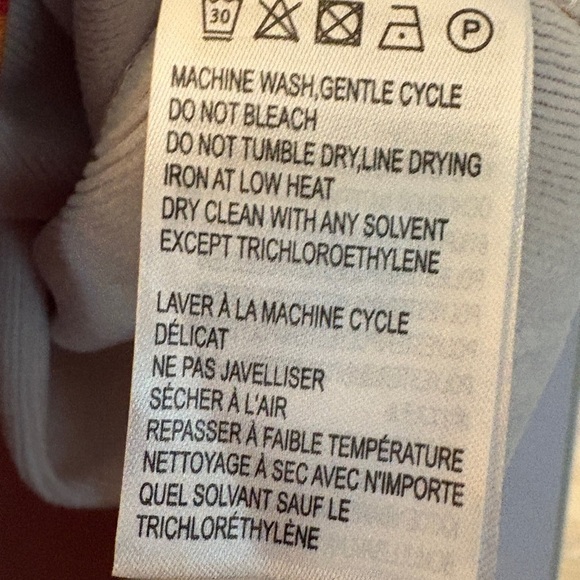 30 P
MACHINE WASH,GENTLE CYCLE
DO NOT BLEACH
DO NOT TUMBLE DRY,LINE DRYING
IRON AT LOW HEAT
DRY CLEAN WITH ANY SOLVENT
EXCEPT TRICHLOROETHYLENE
LAVER À LA MACHINE CYCLE
DÉLICAT
NE PAS JAVELLISER
SÉCHER À L'AIR
REPASSER À FAIBLE TEMPÉRATURE
NETTOYAGE À SEC AVEC N'IMPORTE
QUEL SOLVANT SAUF LE
TRICHLORÉTHYLÈNE